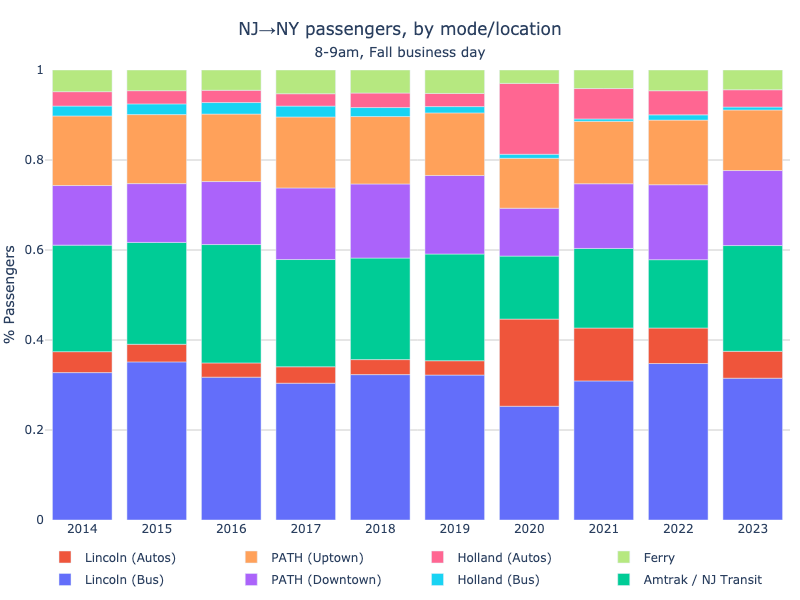 NJ→NY passengers, by mode/location
8-9am, Fall business day
% Passengers
1
0.8
0.6
0.4
0.2
0
2014 2015 2016 2017 2018 2019 2020 2021 2022 2023
Lincoln (Autos) PATH (Uptown) Holland (Autos) Ferry
Lincoln (Bus) PATH (Downtown) Holland (Bus) Amtrak / NJ Transit